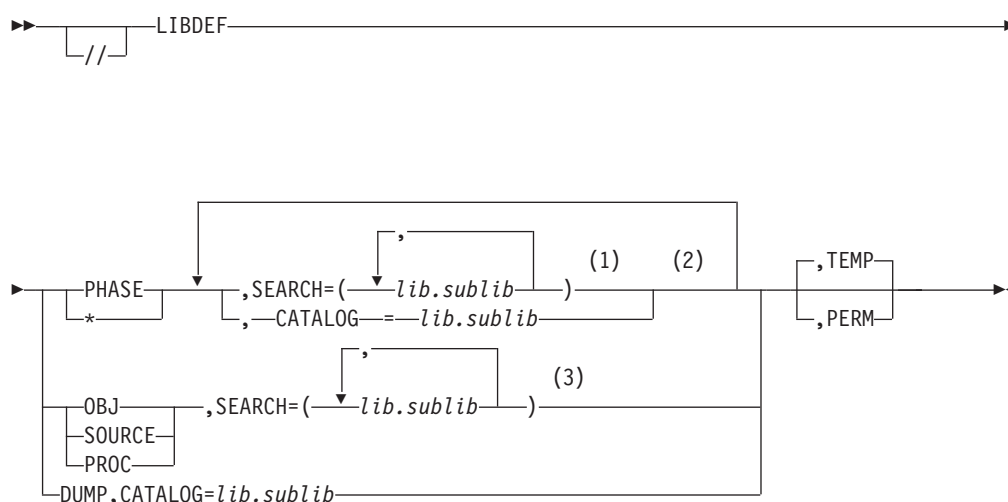 LIBDEF
//
,
(1) (2) ,TEMP
PHASE ,SEARCH=( lib.sublib )
* , CATALOG = lib.sublib ,PERM
,
(3)
OBJ ,SEARCH=( lib.sublib )
SOURCE
PROC
DUMP,CATALOG=lib.sublib